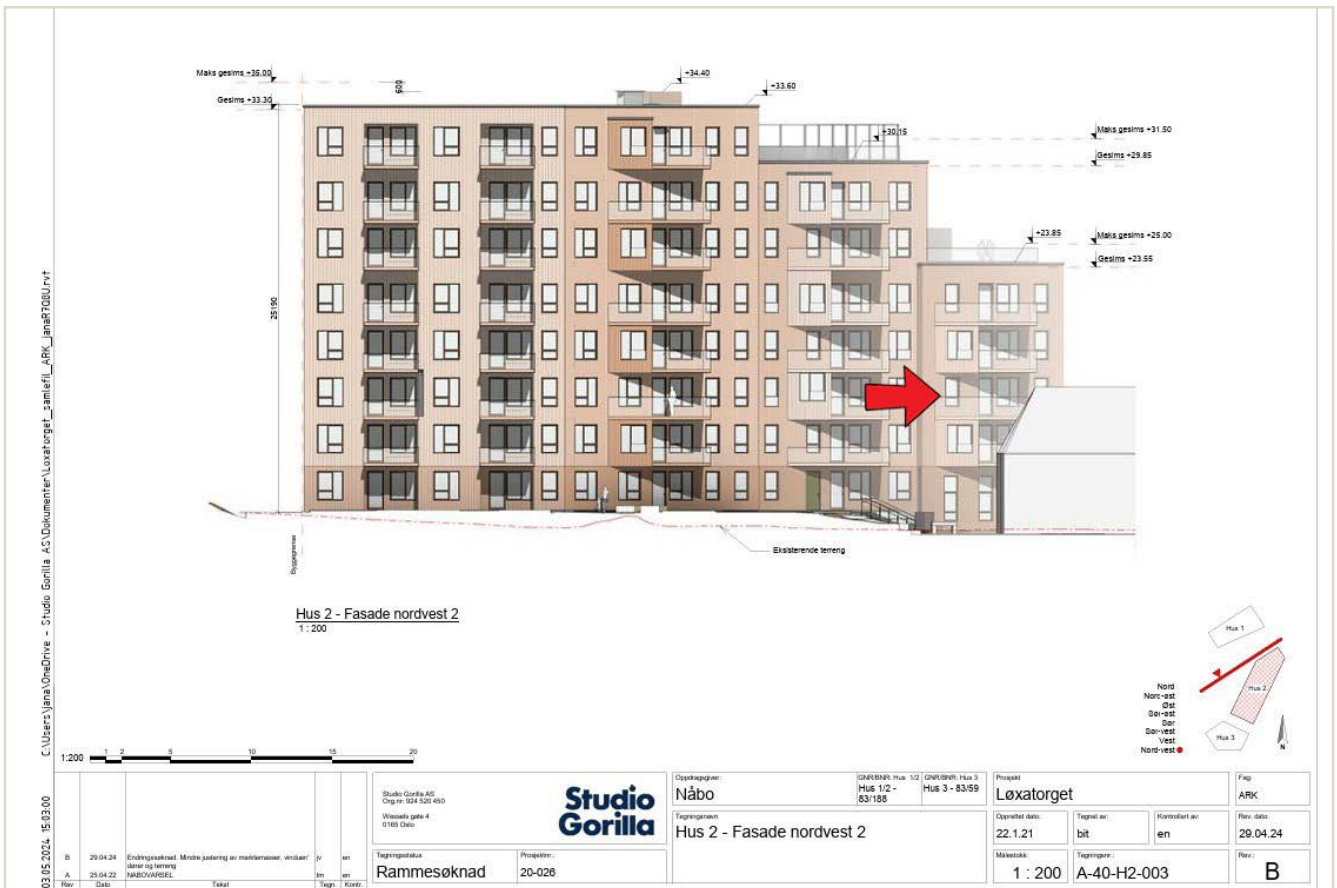 Maks gesims +35.00
600
+34.40
+33.60
Gesims +33.30
+30.15
Maks gesims +31.50
Gesims +29.85
+23.85
Maks gesims +25.00
Gesims +23.55
25190
Byggegrense
Eksisterende terreng
Hus 2 - Fasade nordvest 2
1 : 200
Hus 1
Hus 2
Hus 3
N
Nord
Nord-øst
Øst
Sør-øst
Sør
Sør-vest
Vest
Nord-vest
1:200 1 2 5 10 15 20
C:\Users\jana\OneDrive - Studio Gorilla AS\Dokumenter\Loxatorget_samlefil_ARK_janaR7QBU.rvt
03.05.2024 15:03:00
B 29.04.24 Endringssøknad. Mindre justering av markterrasser, vinduer/ dører og terreng jv en
A 25.04.22 NABOVARSEL tm en
Rev Dato Tekst Tegn. Kontr.
Studio Gorilla AS
Org.nr: 924 520 450
Wessels gate 4
0165 Oslo
Studio
Gorilla
Tegningsstatus
Rammesøknad
Prosjektnr.:
20-026
Oppdragsgiver:
Nåbo
GNR/BNR: Hus 1/2
Hus 1/2 -
83/188
GNR/BNR: Hus 3
Hus 3 - 83/59
Tegningsnavn
Hus 2 - Fasade nordvest 2
Prosjekt
Løxatorget
Fag:
ARK
Opprettet dato:
22.1.21
Tegnet av:
bit
Kontrollert av:
en
Rev. dato:
29.04.24
Målestokk:
1 : 200
Tegningsnr.:
A-40-H2-003
Rev.:
B